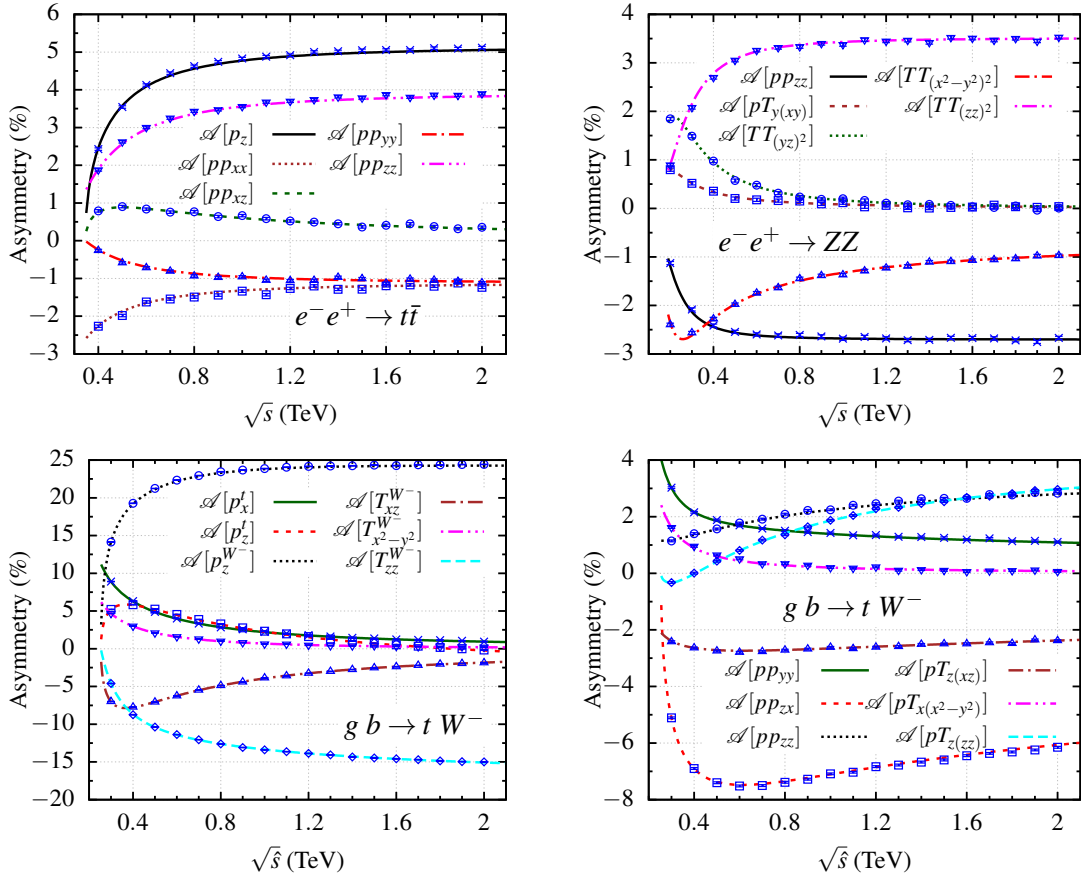 Asymmetry (%)
6
5
4
3
2
1
0
−1
−2
−3
𝒜[p_z] 𝒜[pp_yy]
𝒜[pp_xx] 𝒜[pp_zz]
𝒜[pp_xz]
e⁻e⁺ → tt̄
0.4 0.8 1.2 1.6 2
√s (TeV)
Asymmetry (%)
4
3
2
1
0
−1
−2
−3
𝒜[pp_zz] 𝒜[TT_(x²−y²)²]
𝒜[pT_y(xy)] 𝒜[TT_(zz)²]
𝒜[TT_(yz)²]
e⁻e⁺ → ZZ
0.4 0.8 1.2 1.6 2
√s (TeV)
Asymmetry (%)
25
20
15
10
5
0
−5
−10
−15
−20
𝒜[p_x^t] 𝒜[T_xz^W⁻]
𝒜[p_z^t] 𝒜[T_x²−y²^W⁻]
𝒜[p_z^W⁻] 𝒜[T_zz^W⁻]
g b → t W⁻
0.4 0.8 1.2 1.6 2
√ŝ (TeV)
Asymmetry (%)
4
2
0
−2
−4
−6
−8
g b → t W⁻
𝒜[pp_yy] 𝒜[pT_z(xz)]
𝒜[pp_zx] 𝒜[pT_x(x²−y²)]
𝒜[pp_zz] 𝒜[pT_z(zz)]
0.4 0.8 1.2 1.6 2
√ŝ (TeV)